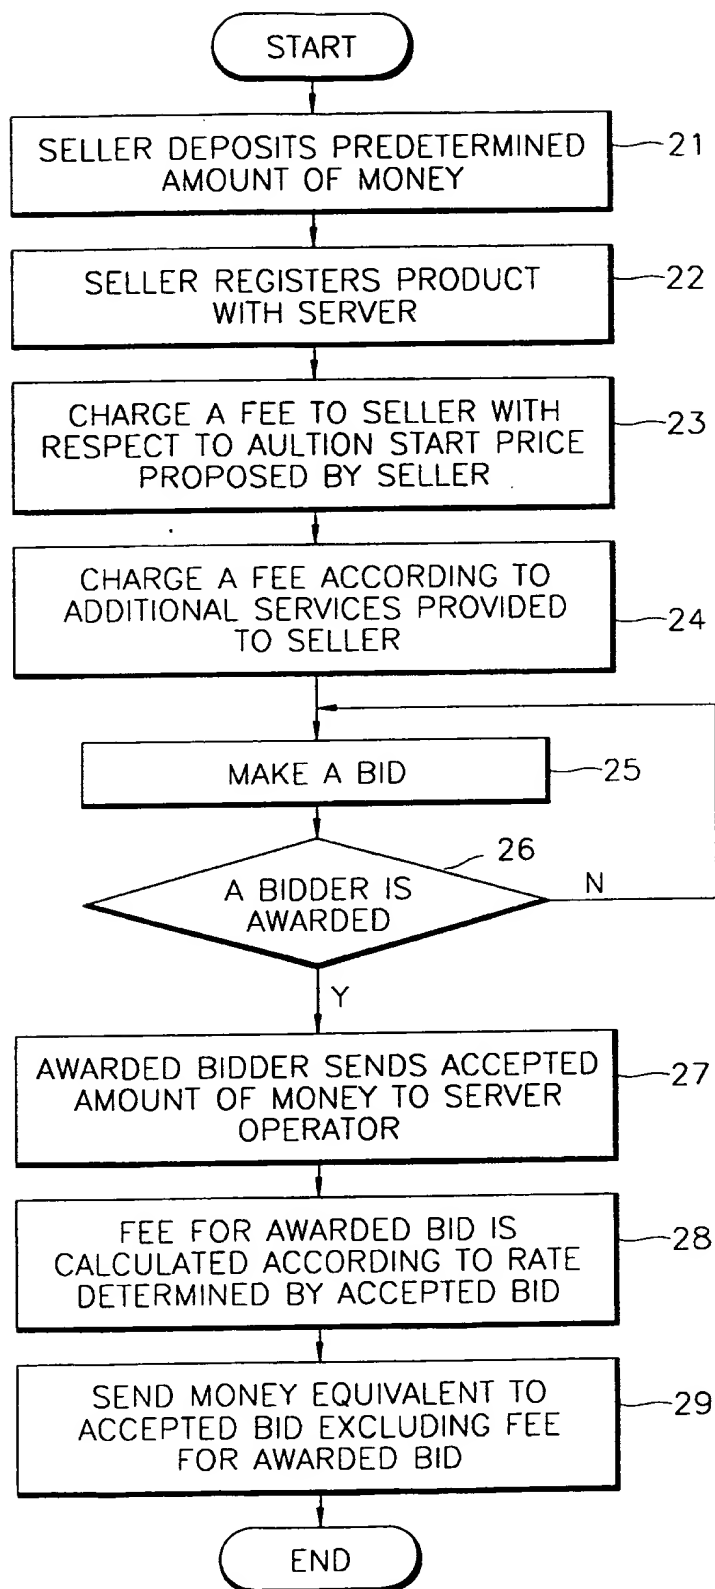 START
SELLER DEPOSITS PREDETERMINED
AMOUNT OF MONEY
21
SELLER REGISTERS PRODUCT
WITH SERVER
22
CHARGE A FEE TO SELLER WITH
RESPECT TO AULTION START PRICE
PROPOSED BY SELLER
23
CHARGE A FEE ACCORDING TO
ADDITIONAL SERVICES PROVIDED
TO SELLER
24
MAKE A BID
25
26
A BIDDER IS
AWARDED
N
Y
AWARDED BIDDER SENDS ACCEPTED
AMOUNT OF MONEY TO SERVER
OPERATOR
27
FEE FOR AWARDED BID IS
CALCULATED ACCORDING TO RATE
DETERMINED BY ACCEPTED BID
28
SEND MONEY EQUIVALENT TO
ACCEPTED BID EXCLUDING FEE
FOR AWARDED BID
29
END